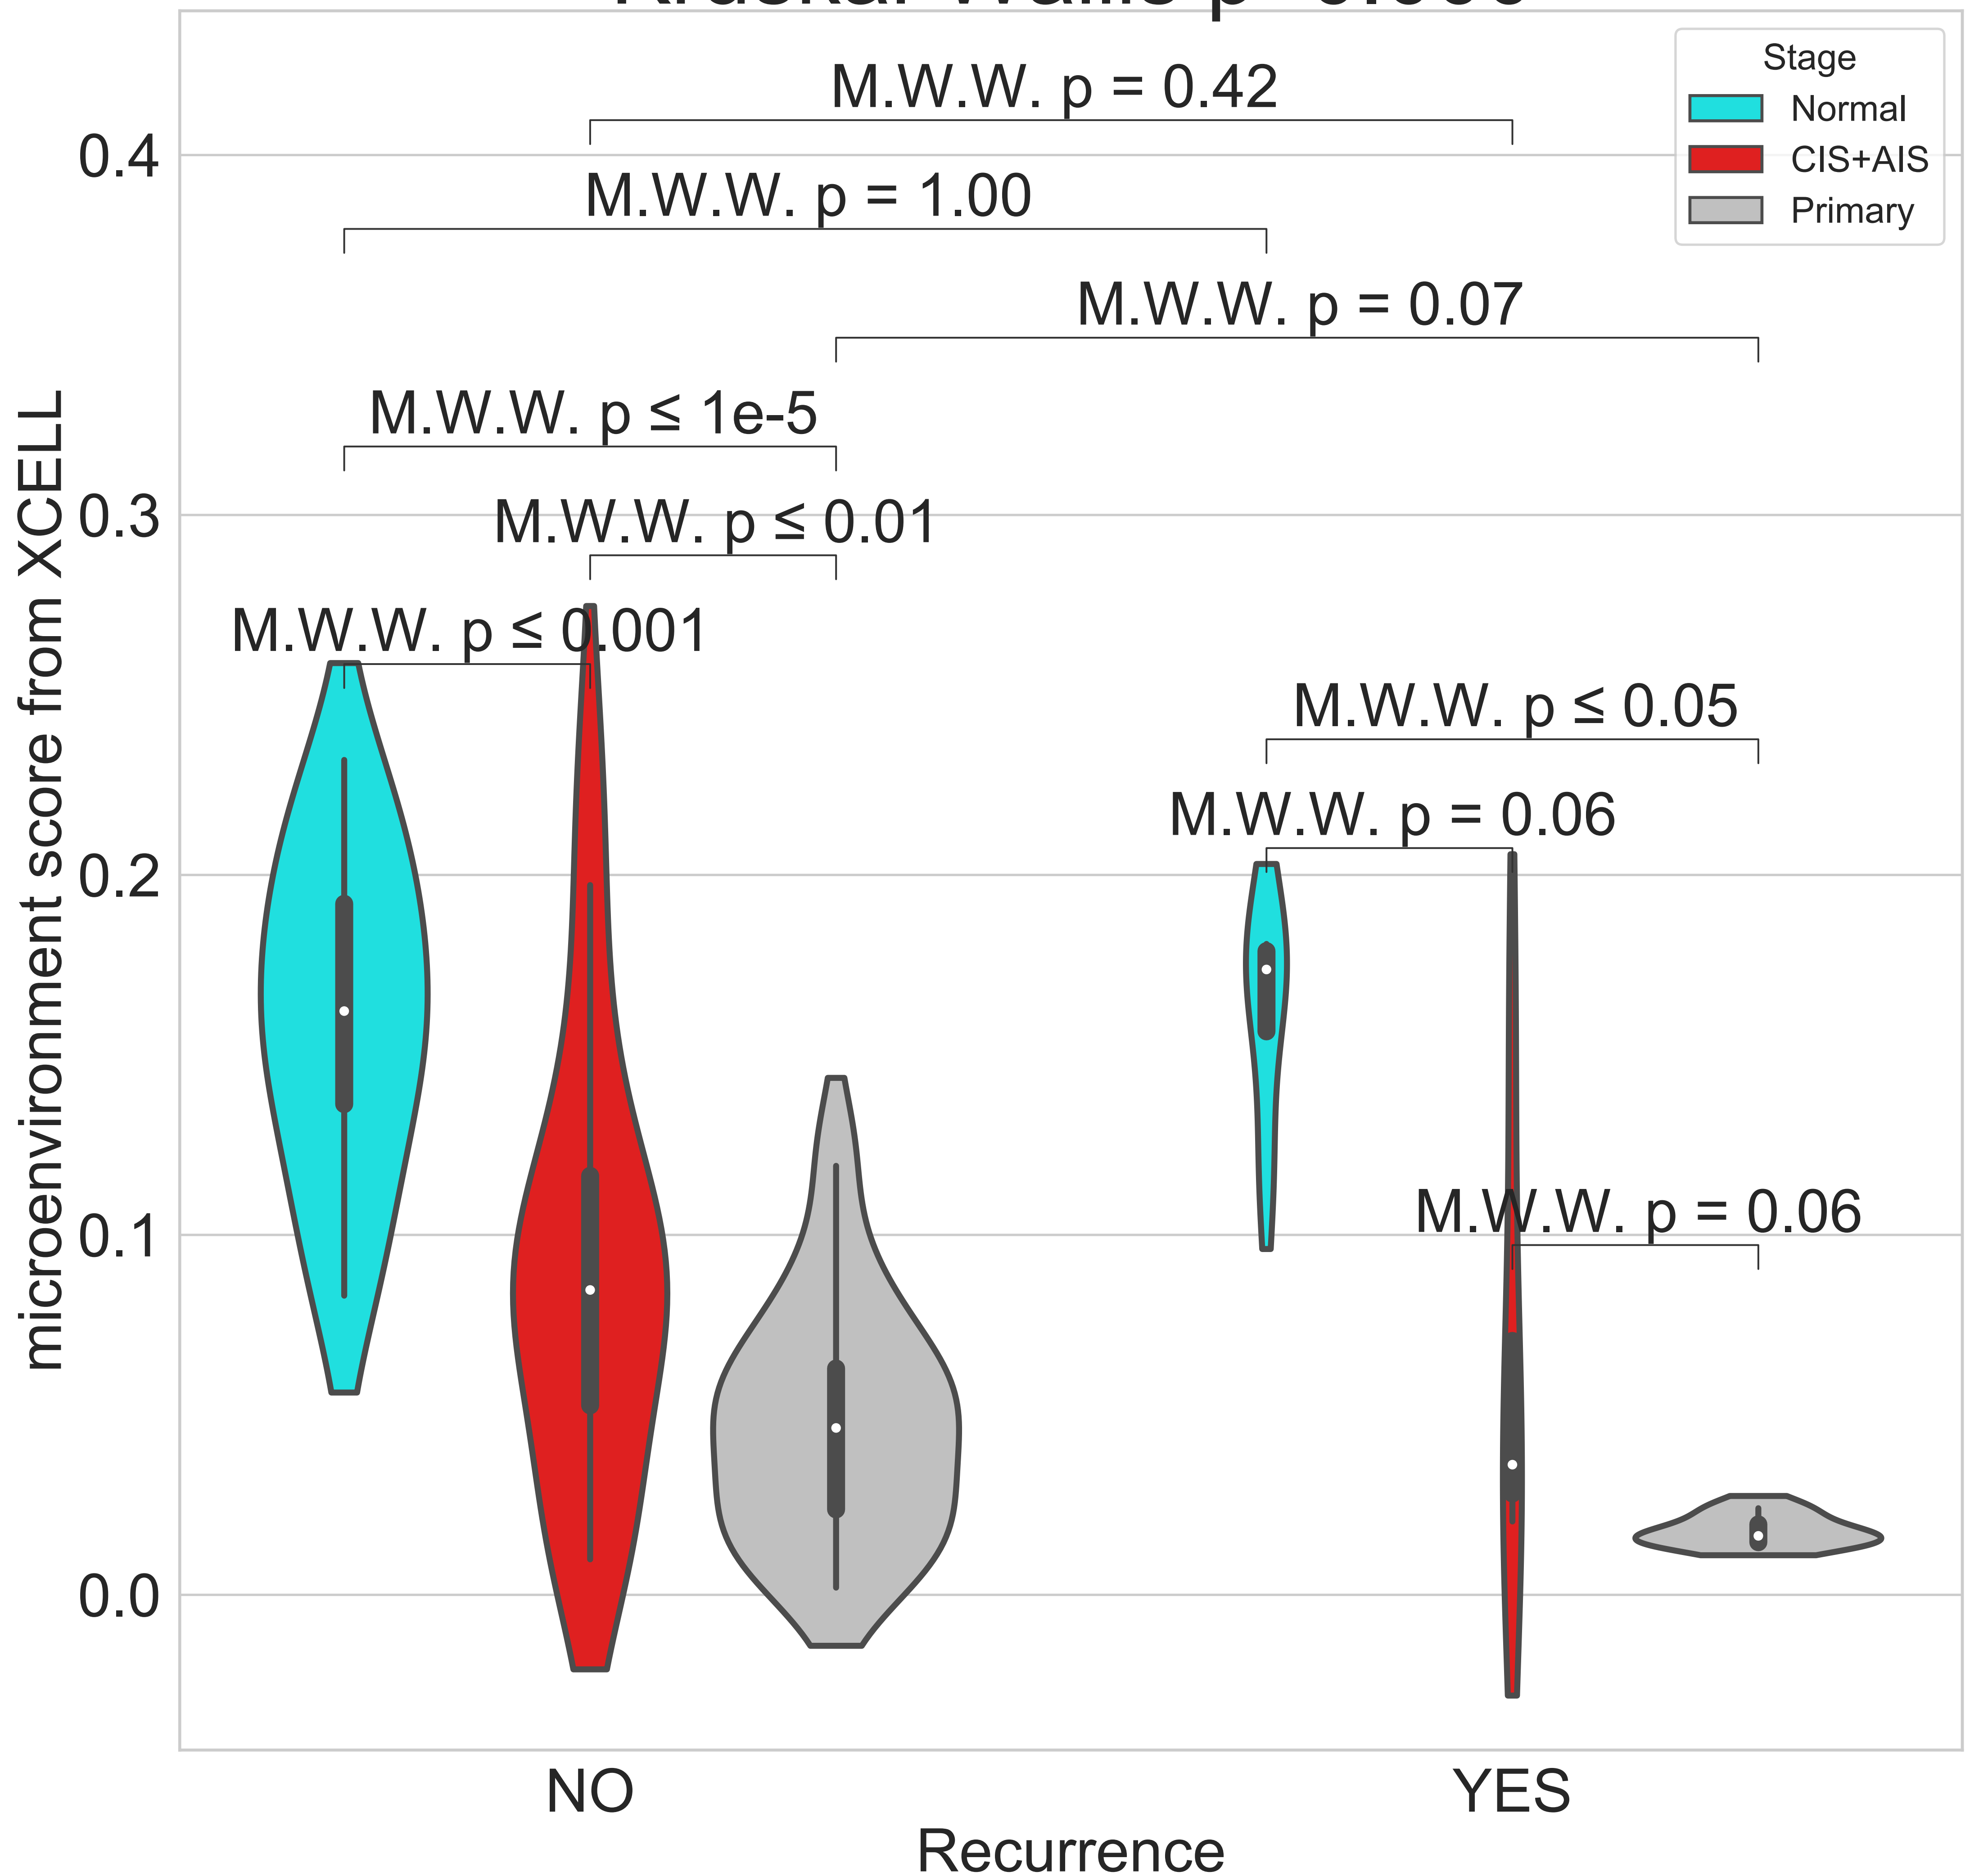 Stage
Normal
CIS+AIS
Primary
M.W.W. p = 0.42
M.W.W. p = 1.00
M.W.W. p = 0.07
M.W.W. p ≤ 1e-5
M.W.W. p ≤ 0.01
M.W.W. p ≤ 0.001
M.W.W. p ≤ 0.05
M.W.W. p = 0.06
M.W.W. p = 0.06
microenvironment score from XCELL
0.4
0.3
0.2
0.1
0.0
NO
YES
Recurrence